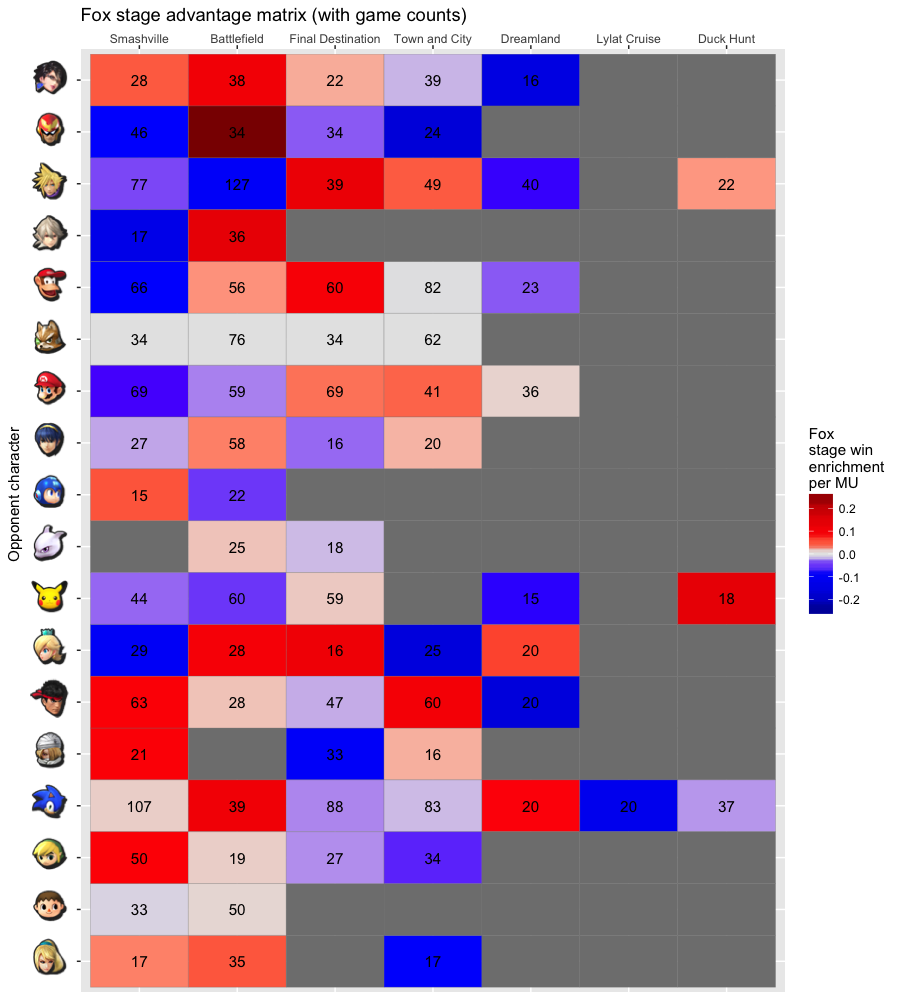 Fox stage advantage matrix (with game counts)
Smashville Battlefield Final Destination Town and City Dreamland Lylat Cruise Duck Hunt
28 38 22 39 16
46 34 34 24
77 127 39 49 40 22
17 36
66 56 60 82 23
34 76 34 62
69 59 69 41 36
27 58 16 20
15 22
25 18
44 60 59 15 18
29 28 16 25 20
63 28 47 60 20
21 33 16
107 39 88 83 20 20 37
50 19 27 34
33 50
17 35 17
Opponent character
Fox
stage win
enrichment
per MU
0.2
0.1
0.0
-0.1
-0.2